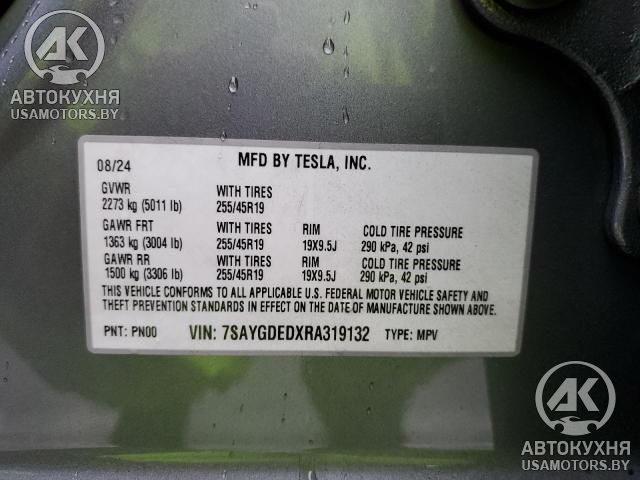 АК
АВТОКУХНЯ
USAMOTORS.BY
08/24 MFD BY TESLA, INC.
GVWR WITH TIRES
2273 kg (5011 lb) 255/45R19
GAWR FRT WITH TIRES RIM COLD TIRE PRESSURE
1363 kg (3004 lb) 255/45R19 19X9.5J 290 kPa, 42 psi
GAWR RR WITH TIRES RIM COLD TIRE PRESSURE
1500 kg (3306 lb) 255/45R19 19X9.5J 290 kPa, 42 psi
THIS VEHICLE CONFORMS TO ALL APPLICABLE U.S. FEDERAL MOTOR VEHICLE SAFETY AND
THEFT PREVENTION STANDARDS IN EFFECT ON THE DATE OF MANUFACTURE SHOWN ABOVE.
PNT: PN00 VIN: 7SAYGDEDXRA319132 TYPE: MPV
АК
АВТОКУХНЯ
USAMOTORS.BY